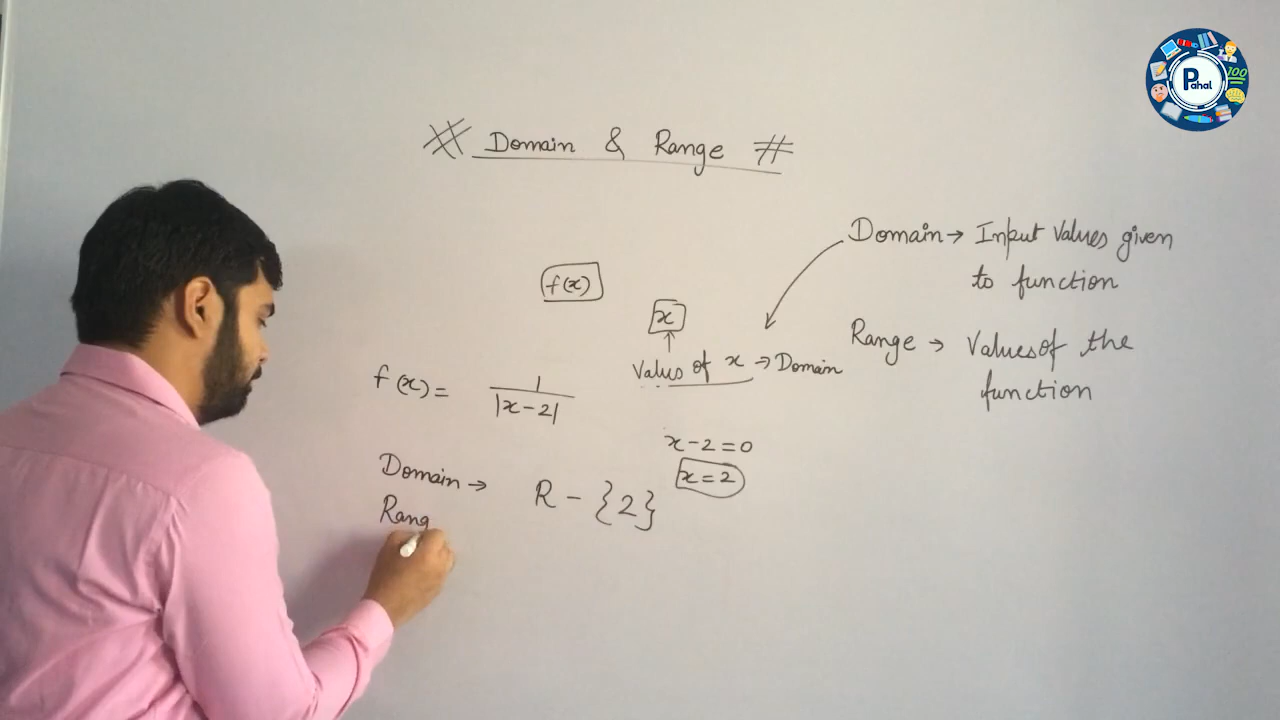 # Domain & Range #
f(x)
x
Values of x → Domain
Domain → Input values given
to function
Range → Values of the
function
f(x) = 1
|x-2|
x-2=0
x=2
Domain → R - {2}
Rang
Pahal
100